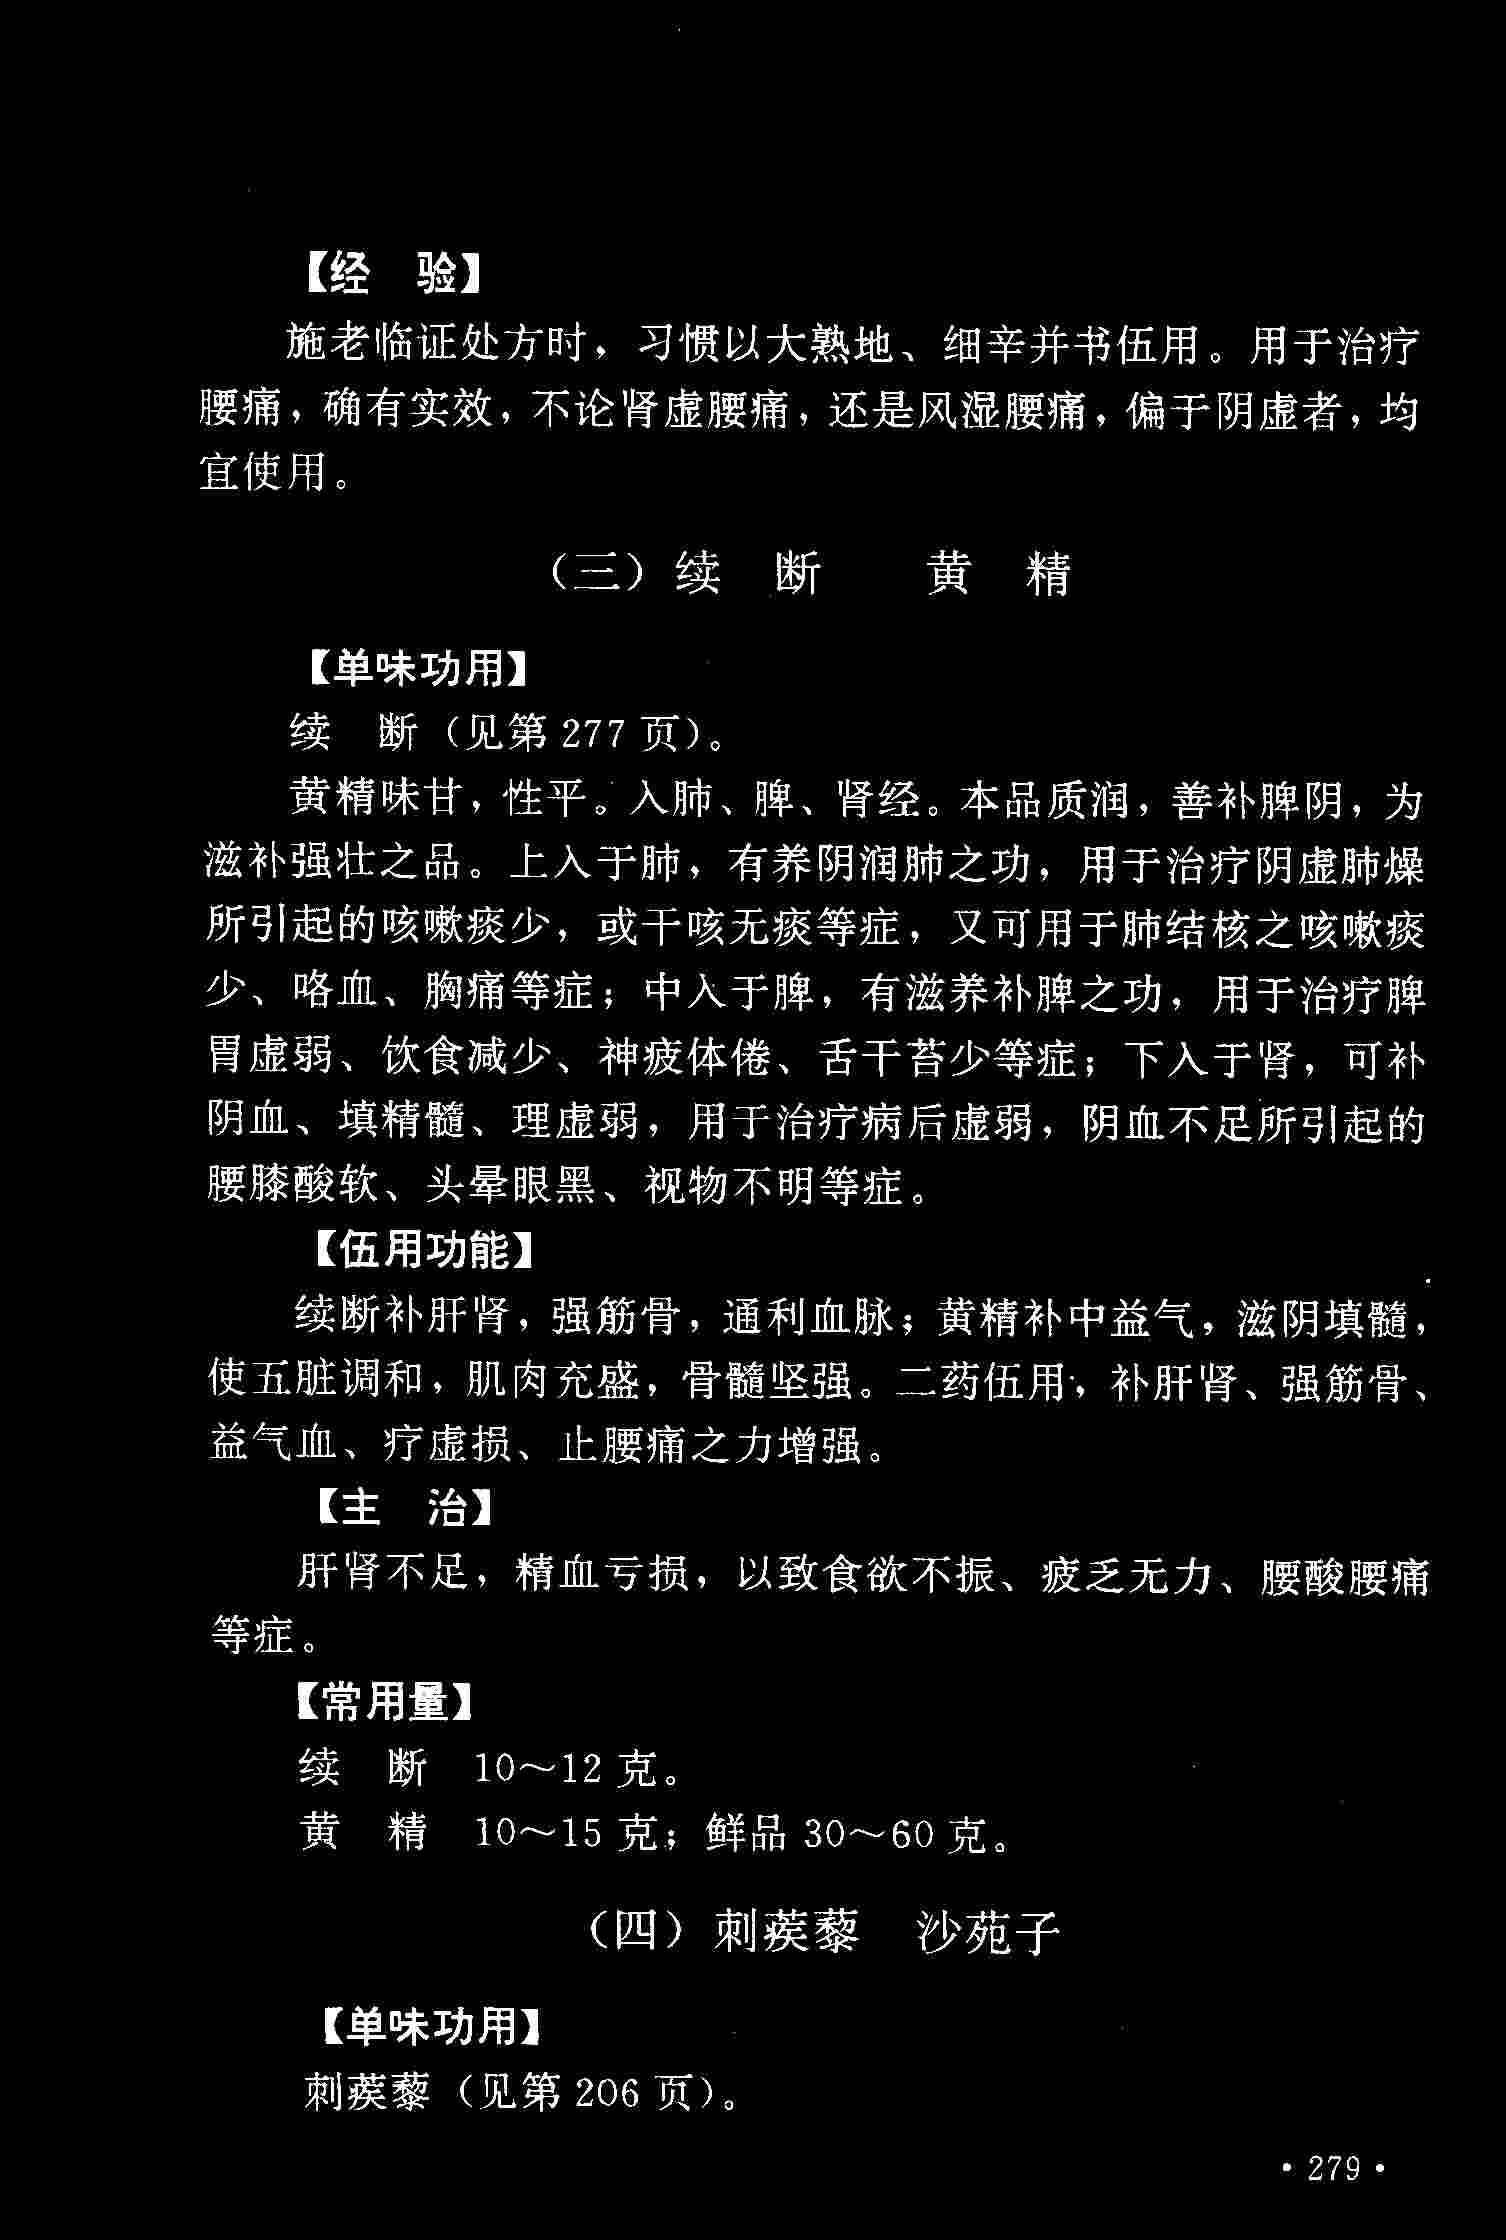 【经　验】
施老临证处方时，习惯以大熟地、细辛并书伍用。用于治疗
腰痛，确有实效，不论肾虚腰痛，还是风湿腰痛，偏于阴虚者，均
宜使用。
（三）续　断　　黄　精
【单味功用】
续　断（见第 277 页）。
黄精味甘，性平。入肺、脾、肾经。本品质润，善补脾阴，为
滋补强壮之品。上入于肺，有养阴润肺之功，用于治疗阴虚肺燥
所引起的咳嗽痰少，或干咳无痰等症，又可用于肺结核之咳嗽痰
少、咯血、胸痛等症；中入于脾，有滋养补脾之功，用于治疗脾
胃虚弱、饮食减少、神疲体倦、舌干苔少等症；下入于肾，可补
阴血、填精髓、理虚弱，用于治疗病后虚弱，阴血不足所引起的
腰膝酸软、头晕眼黑、视物不明等症。
【伍用功能】
续断补肝肾，强筋骨，通利血脉；黄精补中益气，滋阴填髓，
使五脏调和，肌肉充盛，骨髓坚强。二药伍用，补肝肾、强筋骨、
益气血、疗虚损、止腰痛之力增强。
【主　治】
肝肾不足，精血亏损，以致食欲不振、疲乏无力、腰酸腰痛
等症。
【常用量】
续　断　10～12 克。
黄　精　10～15 克；鲜品 30～60 克。
（四）刺蒺藜　沙苑子
【单味功用】
刺蒺藜（见第 206 页）。
· 279 ·